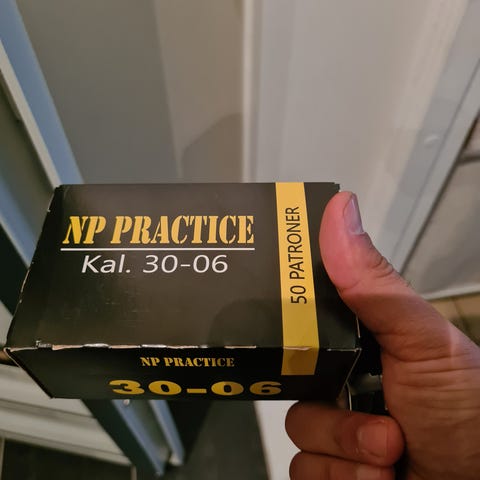 NP PRACTICE
Kal. 30-06
50 PATRONER
NP PRACTICE
30-06